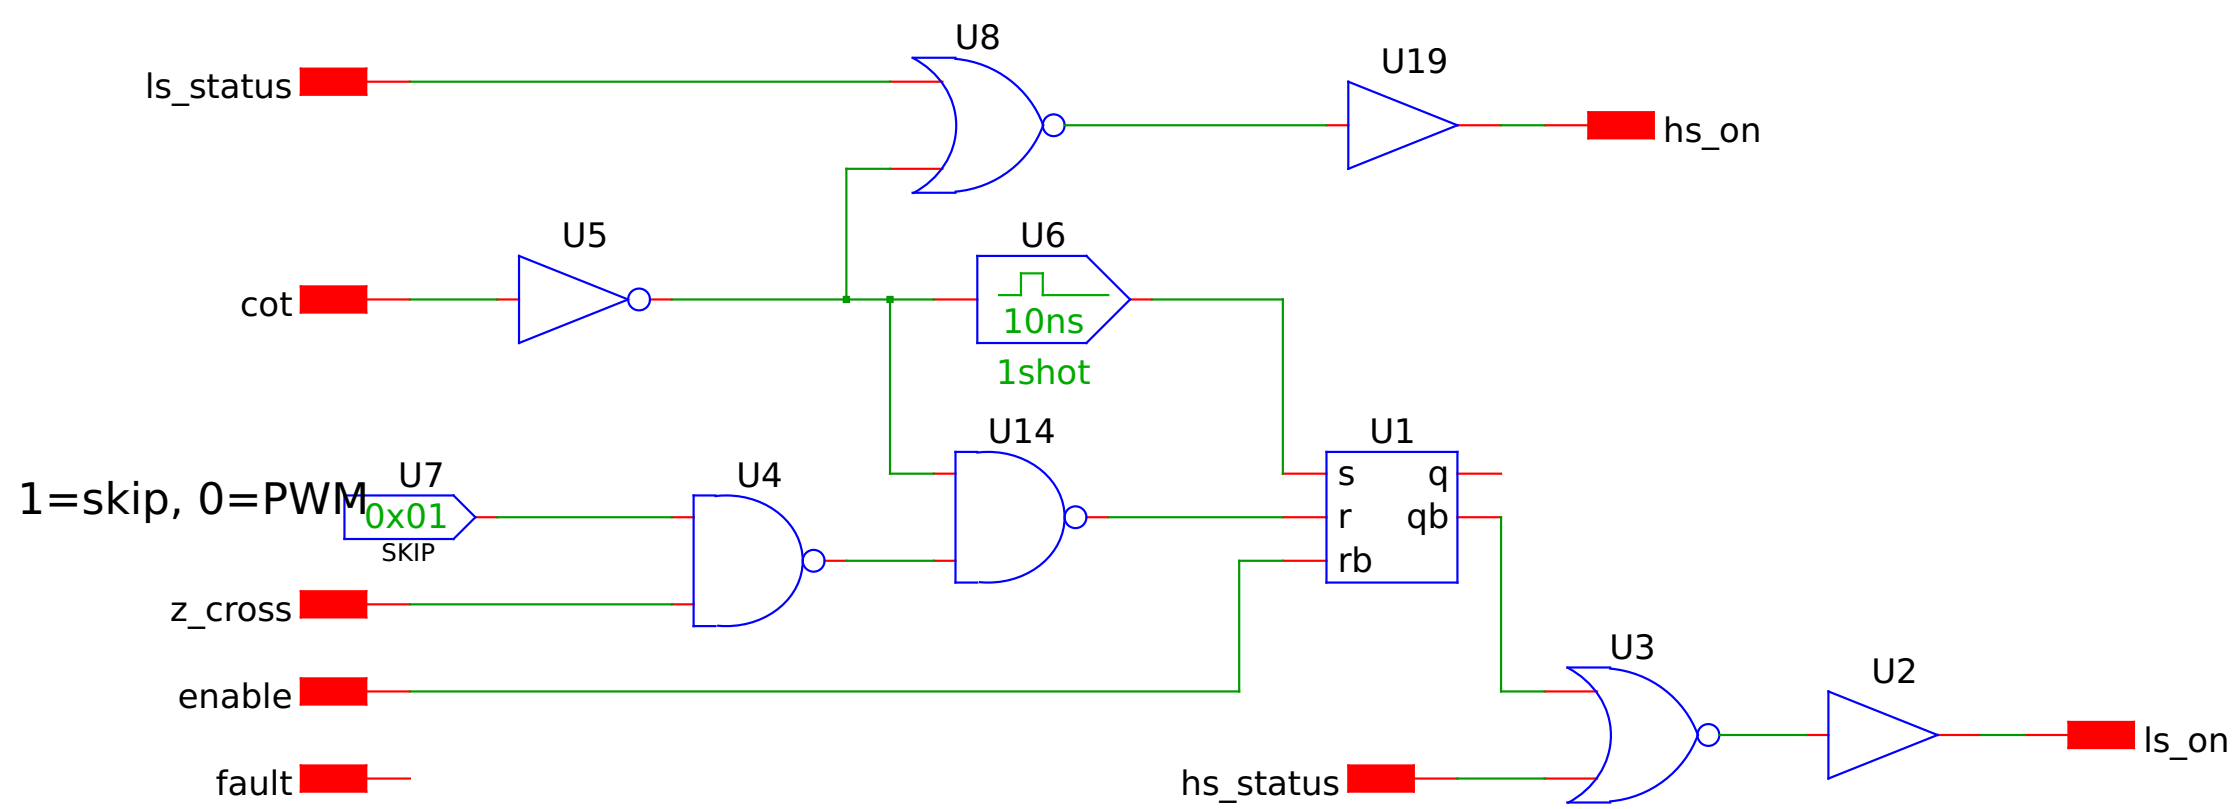 U8
U19
ls_status
hs_on
U5
U6
cot
10ns
1shot
U14
U1
U7
U4
s
q
1=skip, 0=PWM
0x01
r
qb
SKIP
rb
z_cross
U3
U2
enable
ls_on
fault
hs_status